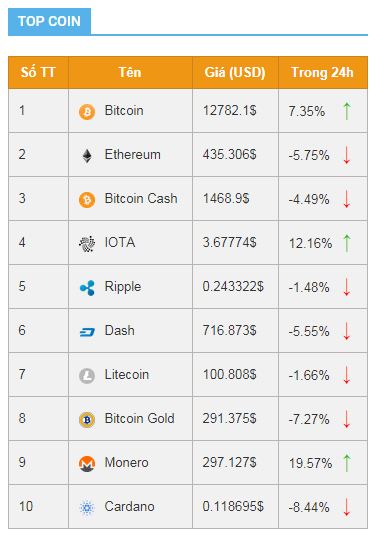 TOP COIN
Số TT Tên Giá (USD) Trong 24h
1 Bitcoin 12782.1$ 7.35% ↑
2 Ethereum 435.306$ -5.75% ↓
3 Bitcoin Cash 1468.9$ -4.49% ↓
4 IOTA 3.67774$ 12.16% ↑
5 Ripple 0.243322$ -1.48% ↓
6 Dash 716.873$ -5.55% ↓
7 Litecoin 100.808$ -1.66% ↓
8 Bitcoin Gold 291.375$ -7.27% ↓
9 Monero 297.127$ 19.57% ↑
10 Cardano 0.118695$ -8.44% ↓